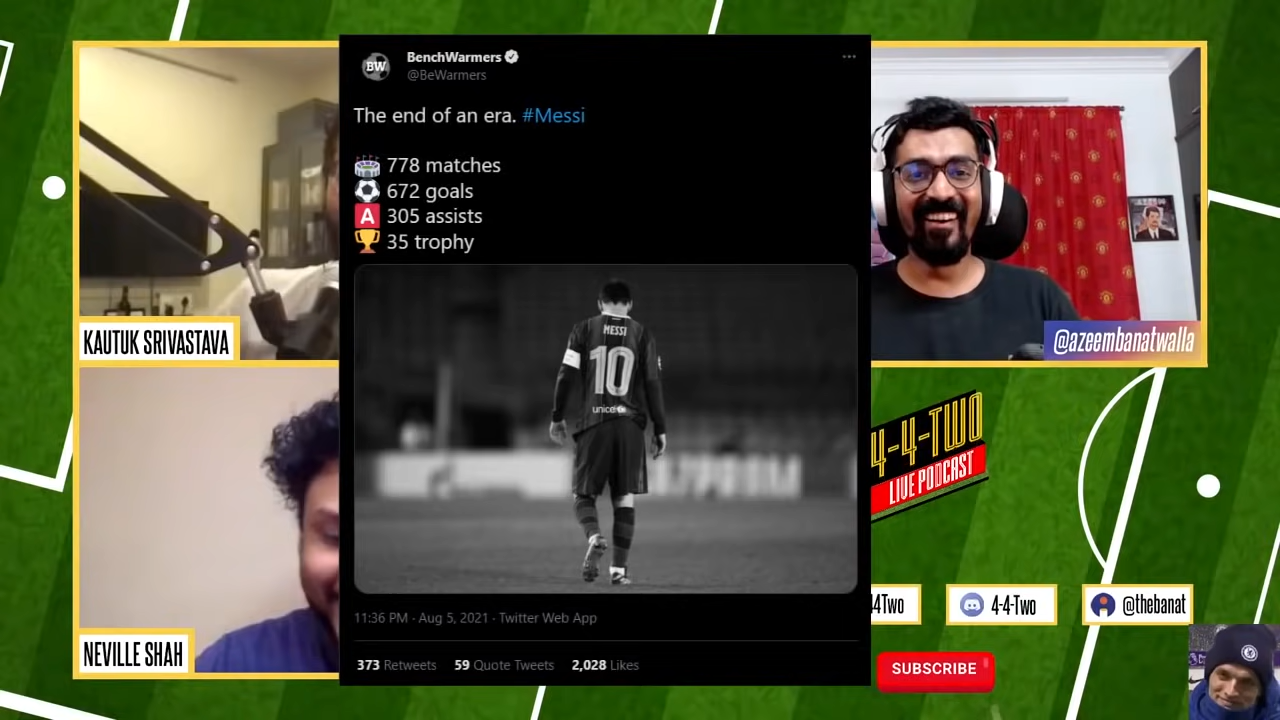 BW
BenchWarmers
@BeWarmers
The end of an era. #Messi
778 matches
672 goals
A 305 assists
35 trophy
MESSI
10
unicef
11:36 PM · Aug 5, 2021 · Twitter Web App
373 Retweets 59 Quote Tweets 2,028 Likes
KAUTUK SRIVASTAVA
NEVILLE SHAH
@azeembanatwalla
4-4-TWO
LIVE PODCAST
44Two
4-4-Two
@thebanat
SUBSCRIBE